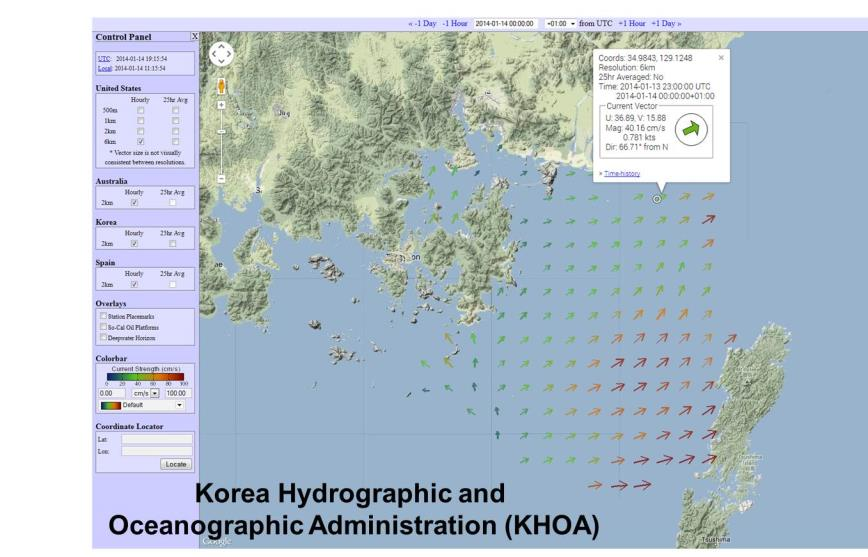 « -1 Day -1 Hour 2014-01-14 00:00:00 +01:00 from UTC +1 Hour +1 Day »
Control Panel X
UTC: 2014-01-14 19:15:54
Local: 2014-01-14 11:15:54
United States
Hourly 25hr Avg
500m
1km
2km
6km
* Vector size is not visually
consistent between resolutions.
Australia
Hourly 25hr Avg
2km
Korea
Hourly 25hr Avg
2km
Spain
Hourly 25hr Avg
2km
Overlays
Station Placemarks
So-Cal Oil Platforms
Deepwater Horizon
Colorbar
Current Strength (cm/s)
0 20 40 60 80 100
0.00 cm/s 100.00
Default
Coordinate Locator
Lat:
Lon:
Locate
Coords: 34.9843, 129.1248 ×
Resolution: 6km
25hr Averaged: No
Time: 2014-01-13 23:00:00 UTC
2014-01-14 00:00:00+01:00
Current Vector
U: 36.89, V: 15.88
Mag: 40.16 cm/s
0.781 kts
Dir: 66.71° from N
» Time-history
Tsushima
Korea Hydrographic and
Oceanographic Administration (KHOA)
Google